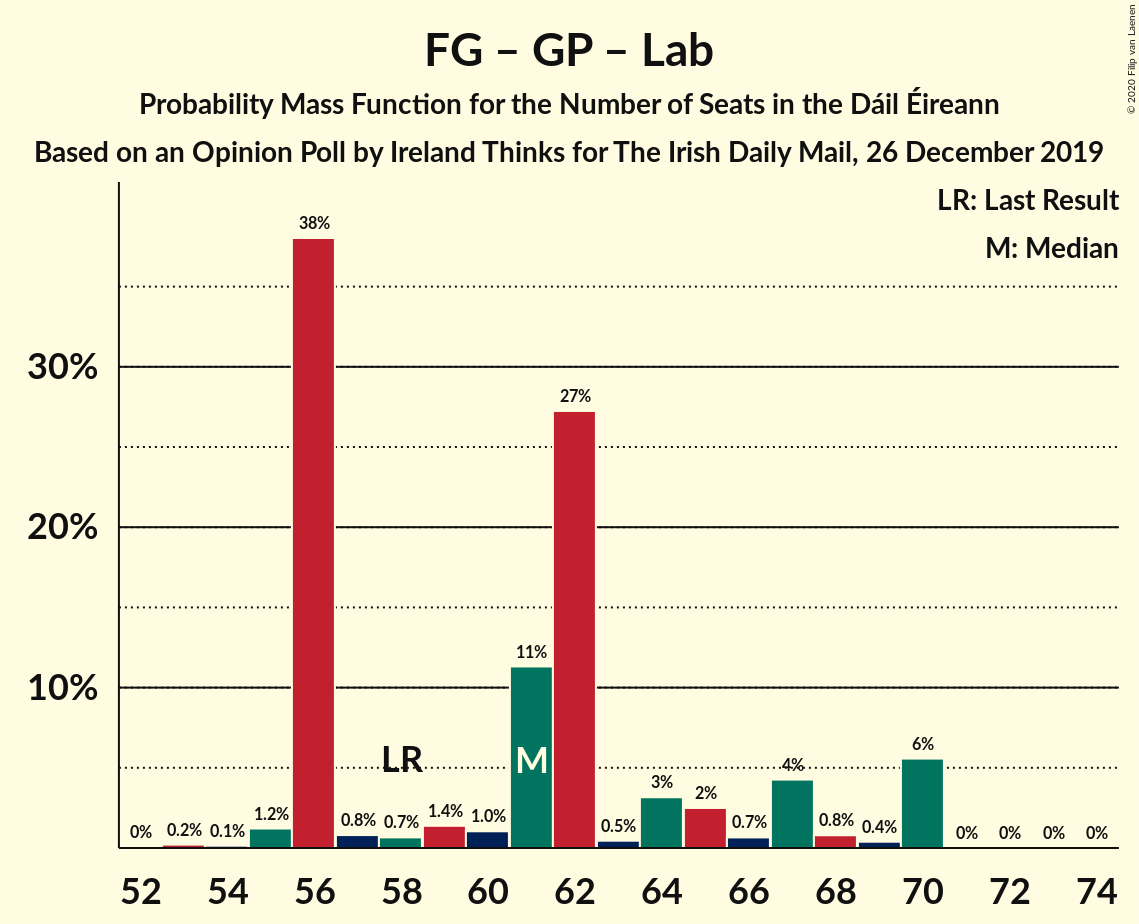 FG – GP – Lab
Probability Mass Function for the Number of Seats in the Dáil Éireann
Based on an Opinion Poll by Ireland Thinks for The Irish Daily Mail, 26 December 2019
© 2020 Filip van Laenen
LR: Last Result
M: Median
38%
30%
27%
20%
11%
10%
LR
M
0%
0.2%
0.1%
1.2%
0.8%
0.7%
1.4%
1.0%
0.5%
3%
2%
0.7%
4%
0.8%
0.4%
6%
0%
0%
0%
0%
52 54 56 58 60 62 64 66 68 70 72 74